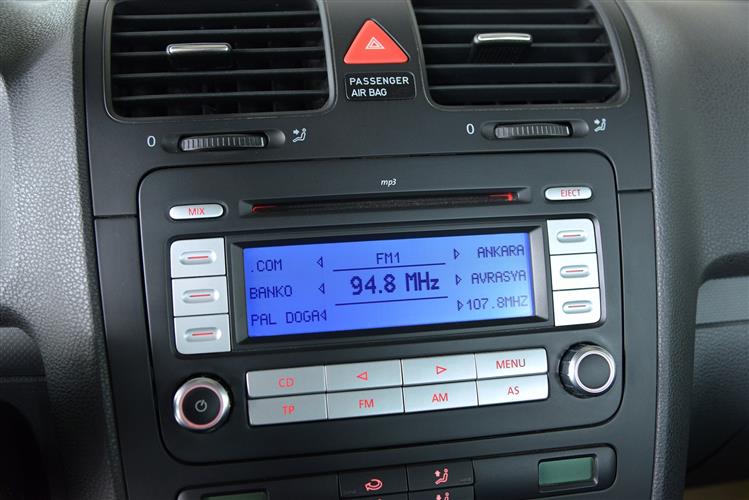 PASSENGER
AIR BAG
0
0
mp3
MIX
EJECT
.COM FM1 ANKARA
BANKO 94.8 MHz AVRASYA
PAL DOGA 107.8MHZ
CD MENU
TP FM AM AS